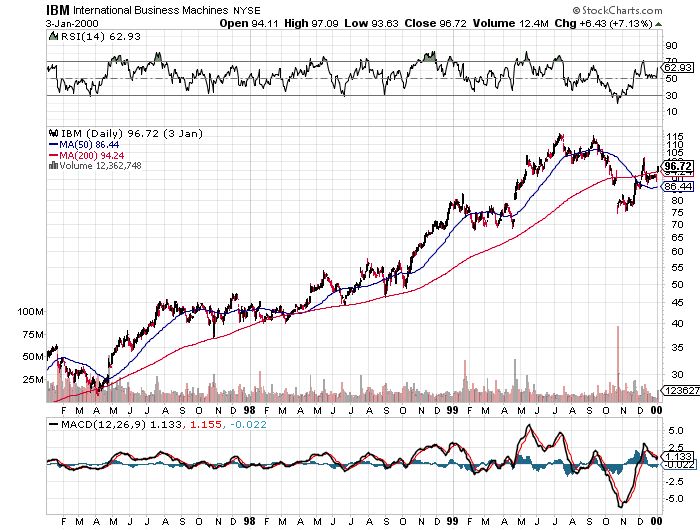 IBM International Business Machines NYSE © StockCharts.com
3-Jan-2000 Open 94.11 High 97.09 Low 93.63 Close 96.72 Volume 12.4M Chg +6.43 (+7.13%)
RSI(14) 62.93
90
70
62.93
50
30
10
F M A M J J A S O N D 98 F M A M J J A S O N D 99 F M A M J J A S O N D 00
IBM (Daily) 96.72 (3 Jan)
MA(50) 86.44
MA(200) 94.24
Volume 12,362,748
115
110
105
100
96.72
90
86.44
80
75
70
65
60
55
50
45
40
35
30
100M
75M
50M
25M
123627
F M A M J J A S O N D 98 F M A M J J A S O N D 99 F M A M J J A S O N D 00
MACD(12,26,9) 1.133, 1.155, -0.022
5.0
2.5
1.133
-0.022
-2.5
-5.0
F M A M J J A S O N D 98 F M A M J J A S O N D 99 F M A M J J A S O N D 00